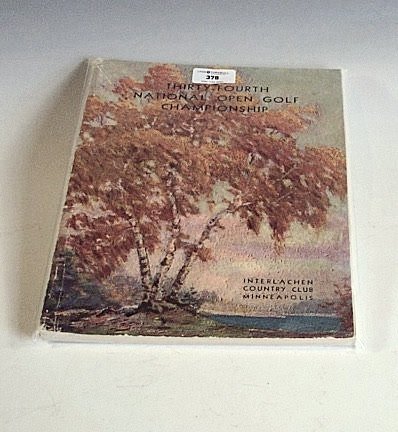 378
THIRTY-FOURTH
NATIONAL OPEN GOLF
CHAMPIONSHIP
INTERLACHEN
COUNTRY CLUB
MINNEAPOLIS